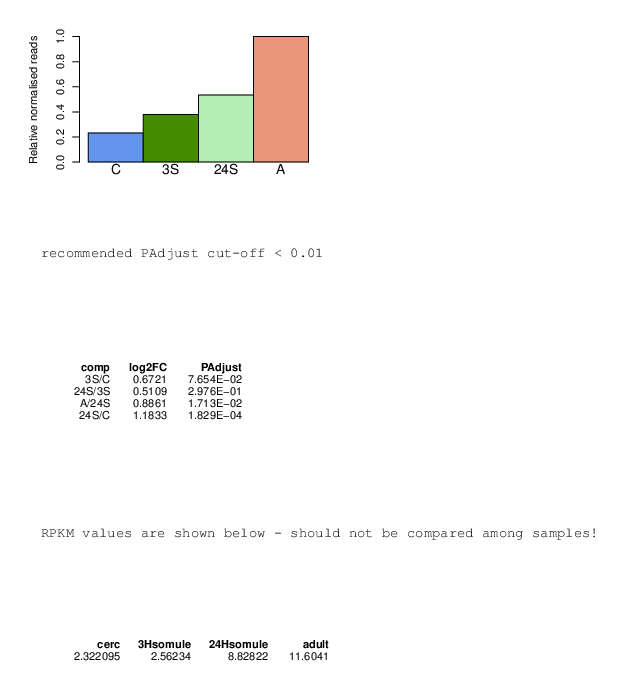 Relative normalised reads
1.0
0.8
0.6
0.4
0.2
0.0
C 3S 24S A
recommended PAdjust cut-off < 0.01
comp log2FC PAdjust
3S/C 0.6721 7.654E−02
24S/3S 0.5109 2.976E−01
A/24S 0.8861 1.713E−02
24S/C 1.1833 1.829E−04
RPKM values are shown below - should not be compared among samples!
cerc 3Hsomule 24Hsomule adult
2.322095 2.56234 8.82822 11.6041